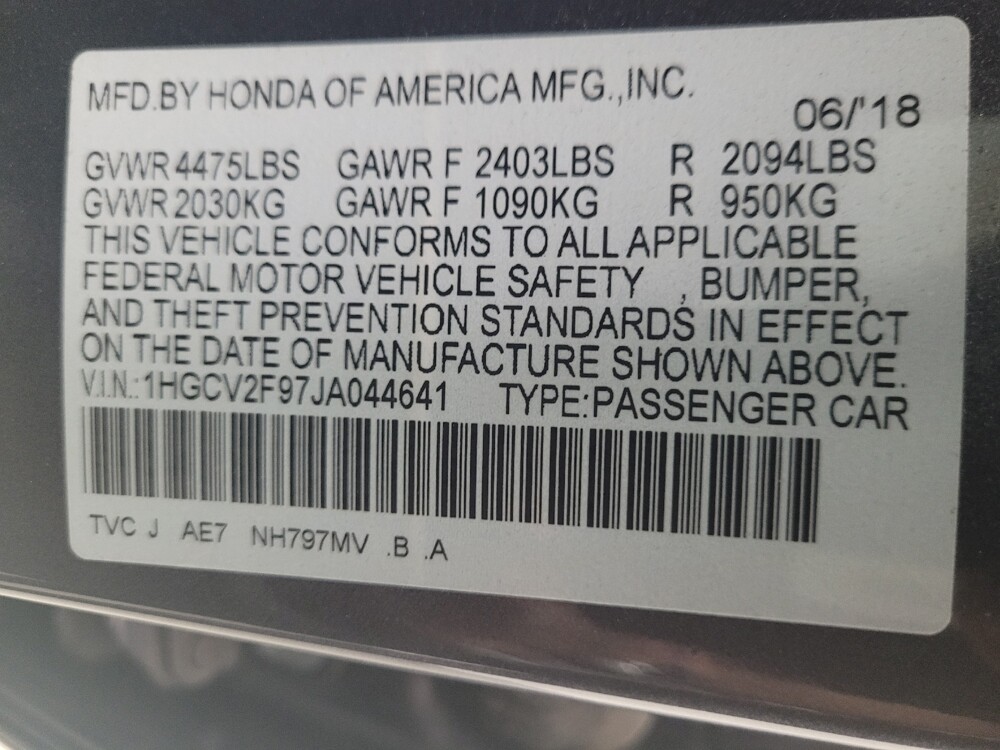 MFD.BY HONDA OF AMERICA MFG.,INC.
06/'18
GVWR 4475LBS GAWR F 2403LBS R 2094LBS
GVWR 2030KG GAWR F 1090KG R 950KG
THIS VEHICLE CONFORMS TO ALL APPLICABLE
FEDERAL MOTOR VEHICLE SAFETY , BUMPER,
AND THEFT PREVENTION STANDARDS IN EFFECT
ON THE DATE OF MANUFACTURE SHOWN ABOVE.
V.I.N.: 1HGCV2F97JA044641 TYPE:PASSENGER CAR
TVC J AE7 NH797MV .B .A